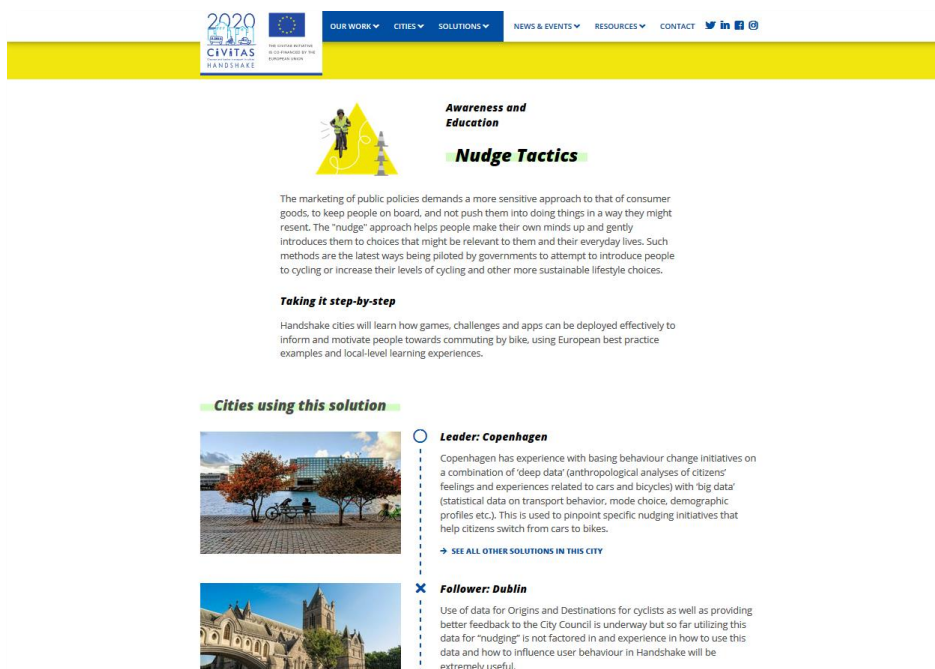 2020
CIVITAS
HANDSHAKE
THE CIVITAS INITIATIVE
IS CO-FINANCED BY THE
EUROPEAN UNION
OUR WORK CITIES SOLUTIONS NEWS & EVENTS RESOURCES CONTACT
Awareness and
Education
Nudge Tactics
The marketing of public policies demands a more sensitive approach to that of consumer
goods, to keep people on board, and not push them into doing things in a way they might
resent. The "nudge" approach helps people make their own minds up and gently
introduces them to choices that might be relevant to them and their everyday lives. Such
methods are the latest ways being piloted by governments to attempt to introduce people
to cycling or increase their levels of cycling and other more sustainable lifestyle choices.
Taking it step-by-step
Handshake cities will learn how games, challenges and apps can be deployed effectively to
inform and motivate people towards commuting by bike, using European best practice
examples and local-level learning experiences.
Cities using this solution
Leader: Copenhagen
Copenhagen has experience with basing behaviour change initiatives on
a combination of ‘deep data’ (anthropological analyses of citizens’
feelings and experiences related to cars and bicycles) with ‘big data’
(statistical data on transport behavior, mode choice, demographic
profiles etc.). This is used to pinpoint specific nudging initiatives that
help citizens switch from cars to bikes.
→ SEE ALL OTHER SOLUTIONS IN THIS CITY
Follower: Dublin
Use of data for Origins and Destinations for cyclists as well as providing
better feedback to the City Council is underway but so far utilizing this
data for “nudging” is not factored in and experience in how to use this
data and how to influence user behaviour in Handshake will be
extremely useful.